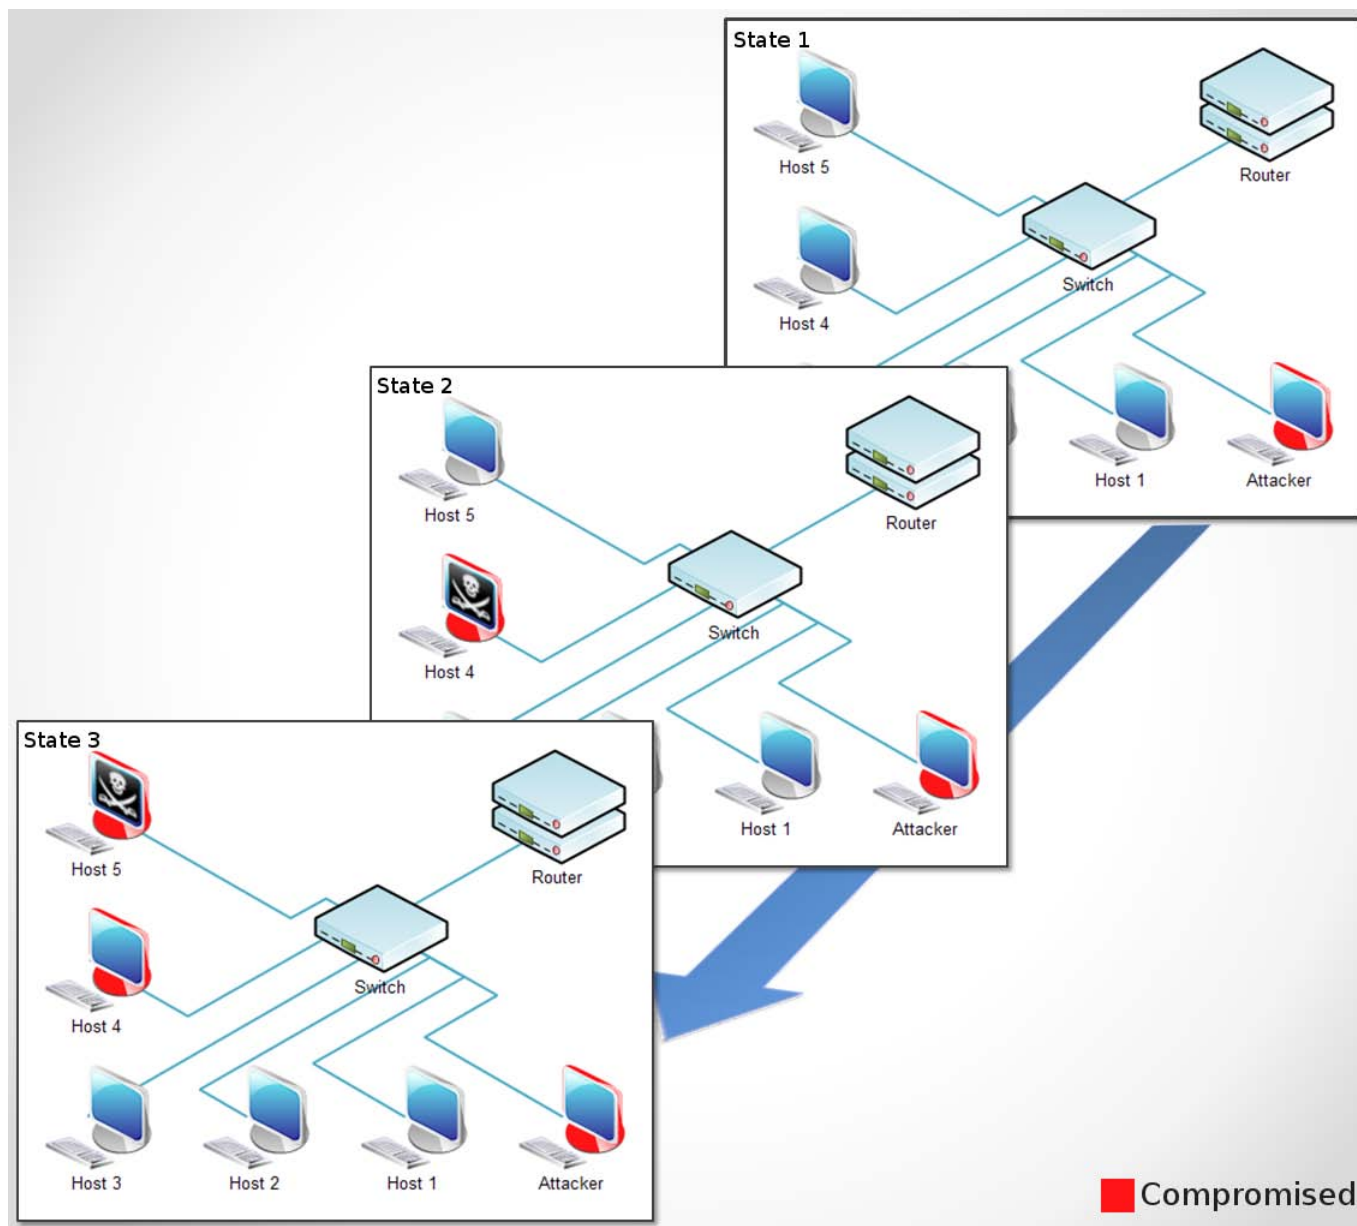 State 1
Host 5
Router
Switch
Host 4
Host 1
Attacker
State 2
Host 5
Router
Switch
Host 4
Host 1
Attacker
State 3
Host 5
Router
Switch
Host 4
Host 3
Host 2
Host 1
Attacker
Compromised